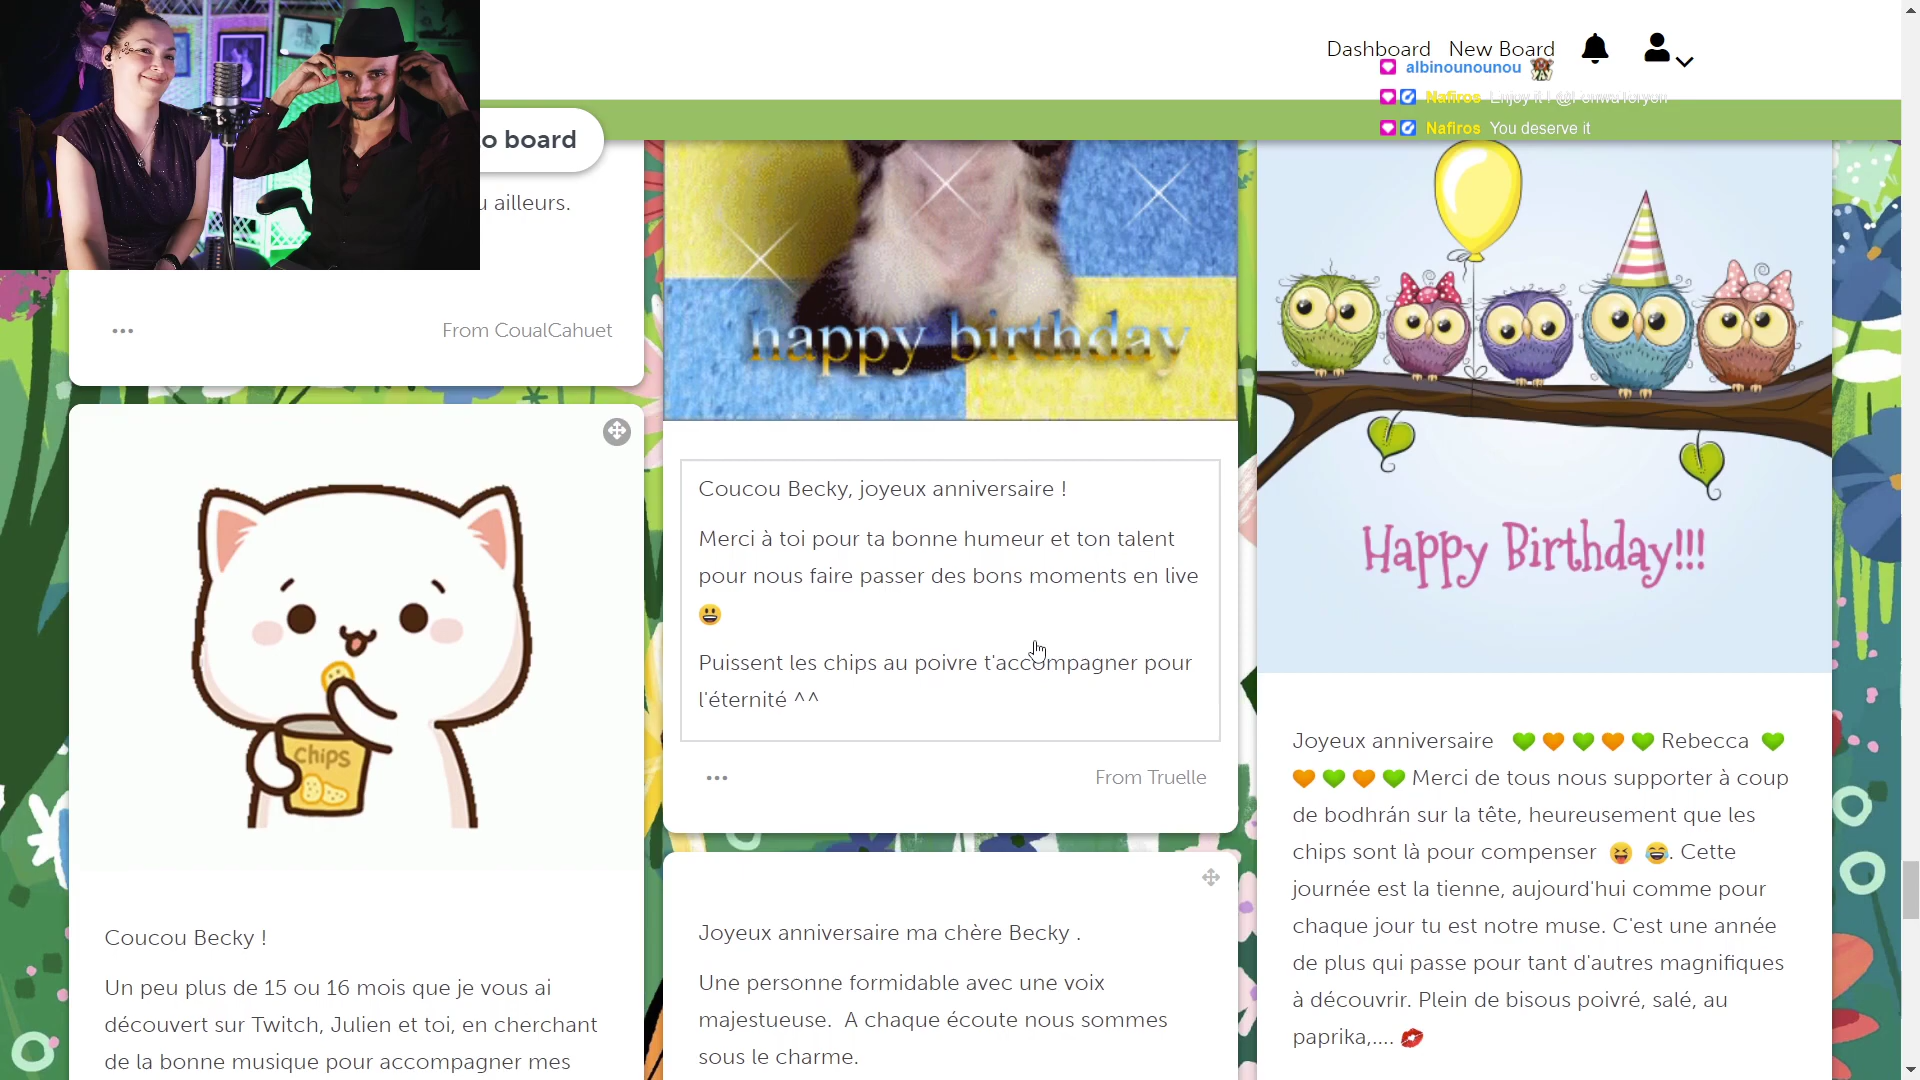 Dashboard New Board
albinounounou
Nafiros Enjoy it !
Nafiros You deserve it
o board
u ailleurs.
From CoualCahuet
chips
Coucou Becky !
Un peu plus de 15 ou 16 mois que je vous ai
découvert sur Twitch, Julien et toi, en cherchant
de la bonne musique pour accompagner mes
happy birthday
Coucou Becky, joyeux anniversaire !
Merci à toi pour ta bonne humeur et ton talent
pour nous faire passer des bons moments en live
😃
Puissent les chips au poivre t'accompagner pour
l'éternité ^^
From Truelle
Joyeux anniversaire ma chère Becky .
Une personne formidable avec une voix
majestueuse. A chaque écoute nous sommes
sous le charme.
Happy Birthday!!!
Joyeux anniversaire 💚🧡💚🧡💚 Rebecca 💚
🧡💚🧡💚 Merci de tous nous supporter à coup
de bodhrán sur la tête, heureusement que les
chips sont là pour compenser 😝 😂. Cette
journée est la tienne, aujourd'hui comme pour
chaque jour tu est notre muse. C'est une année
de plus qui passe pour tant d'autres magnifiques
à découvrir. Plein de bisous poivré, salé, au
paprika,.... 💋